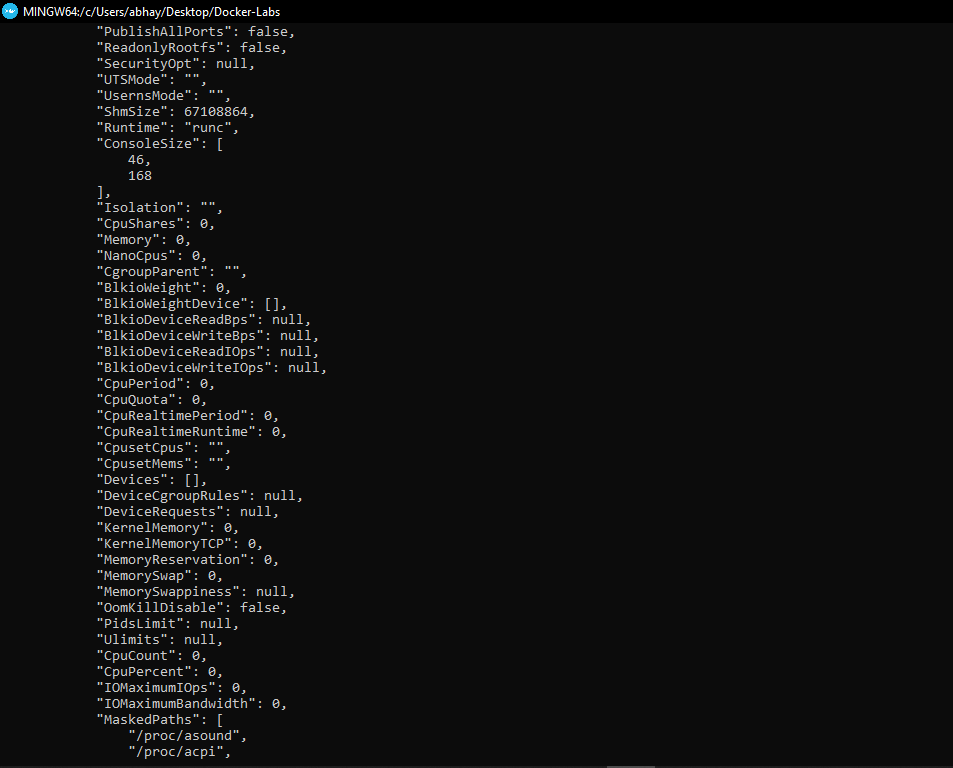 MINGW64:/c/Users/abhay/Desktop/Docker-Labs
"PublishAllPorts": false,
"ReadonlyRootfs": false,
"SecurityOpt": null,
"UTSMode": "",
"UsernsMode": "",
"ShmSize": 67108864,
"Runtime": "runc",
"ConsoleSize": [
46,
168
],
"Isolation": "",
"CpuShares": 0,
"Memory": 0,
"NanoCpus": 0,
"CgroupParent": "",
"BlkioWeight": 0,
"BlkioWeightDevice": [],
"BlkioDeviceReadBps": null,
"BlkioDeviceWriteBps": null,
"BlkioDeviceReadIOps": null,
"BlkioDeviceWriteIOps": null,
"CpuPeriod": 0,
"CpuQuota": 0,
"CpuRealtimePeriod": 0,
"CpuRealtimeRuntime": 0,
"CpusetCpus": "",
"CpusetMems": "",
"Devices": [],
"DeviceCgroupRules": null,
"DeviceRequests": null,
"KernelMemory": 0,
"KernelMemoryTCP": 0,
"MemoryReservation": 0,
"MemorySwap": 0,
"MemorySwappiness": null,
"OomKillDisable": false,
"PidsLimit": null,
"Ulimits": null,
"CpuCount": 0,
"CpuPercent": 0,
"IOMaximumIOps": 0,
"IOMaximumBandwidth": 0,
"MaskedPaths": [
"/proc/asound",
"/proc/acpi",